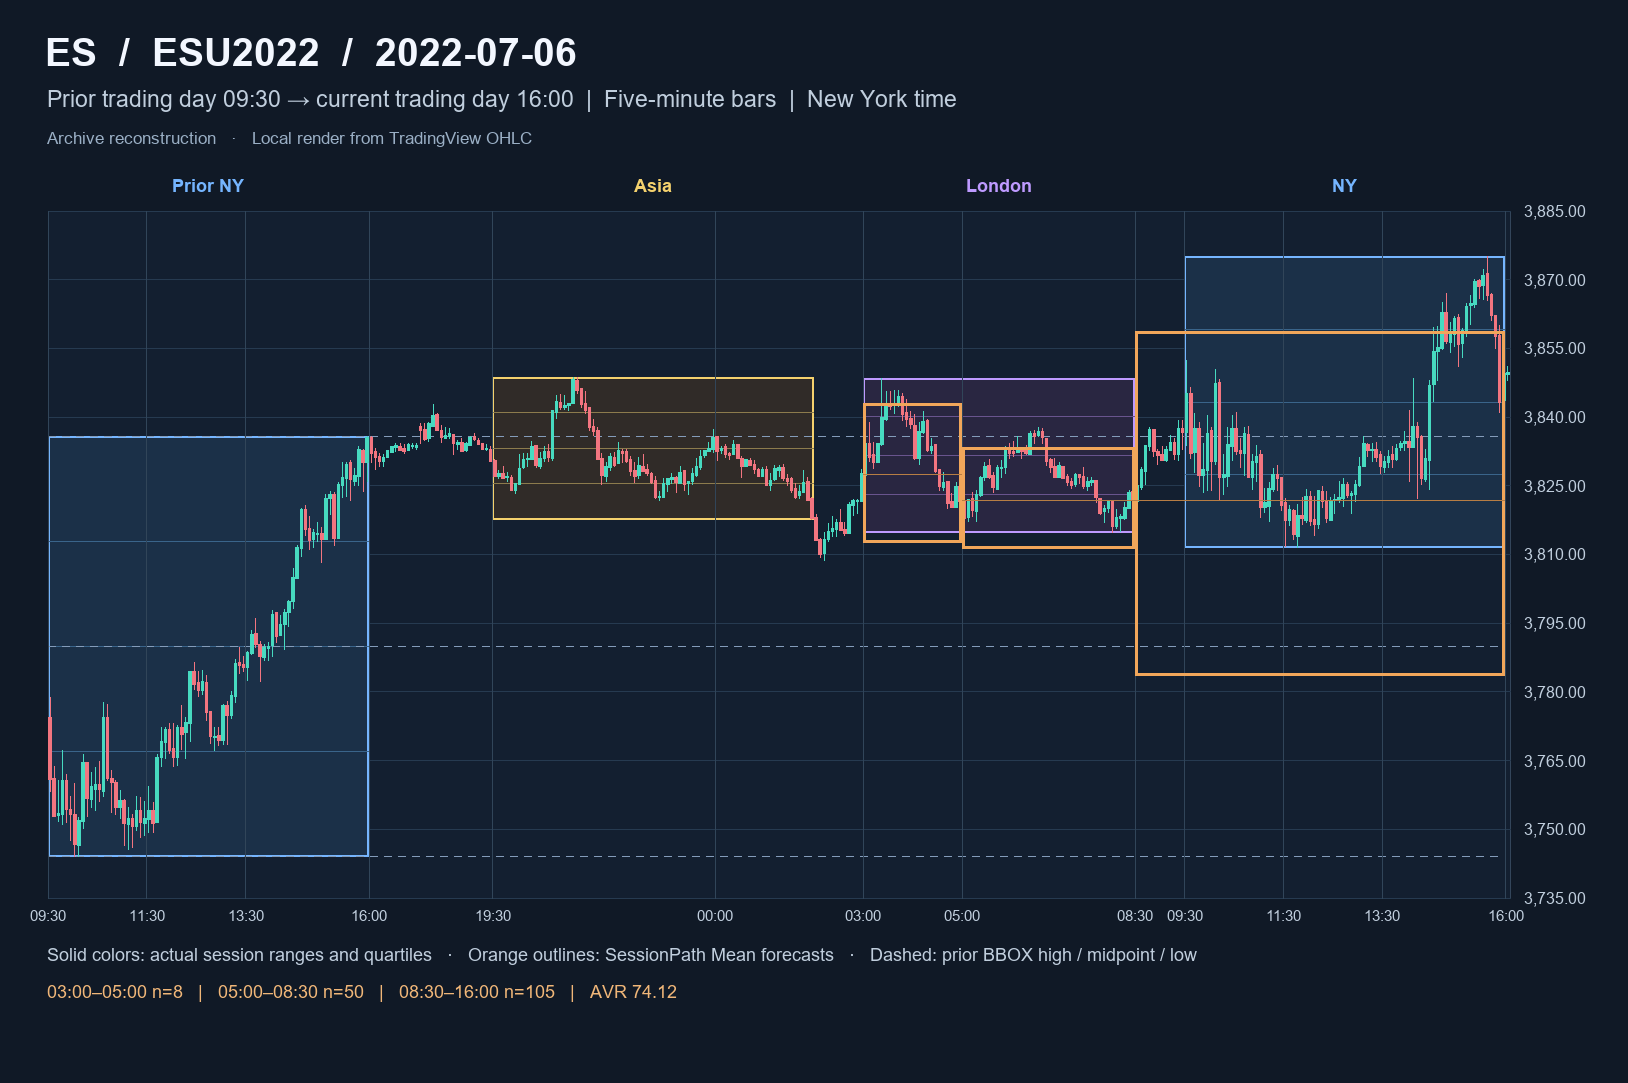 ES / ESU2022 / 2022-07-06
Prior trading day 09:30 → current trading day 16:00 | Five-minute bars | New York time
Archive reconstruction · Local render from TradingView OHLC
Prior NY Asia London NY
3,885.00
3,870.00
3,855.00
3,840.00
3,825.00
3,810.00
3,795.00
3,780.00
3,765.00
3,750.00
3,735.00
09:30 11:30 13:30 16:00 19:30 00:00 03:00 05:00 08:30 09:30 11:30 13:30 16:00
Solid colors: actual session ranges and quartiles · Orange outlines: SessionPath Mean forecasts · Dashed: prior BBOX high / midpoint / low
03:00–05:00 n=8 | 05:00–08:30 n=50 | 08:30–16:00 n=105 | AVR 74.12